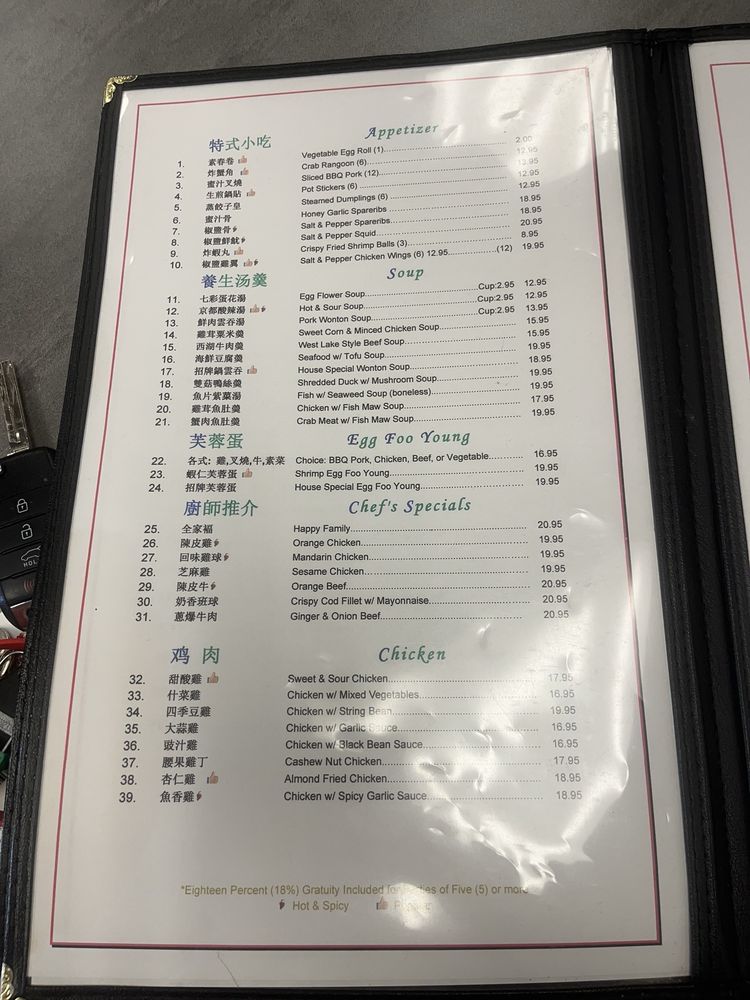 特式小吃 Appetizer
1. 素春卷 Vegetable Egg Roll (1)........ 2.00
2. 炸蟹角 Crab Rangoon (6)........ 12.95
3. 蜜汁叉燒 Sliced BBQ Pork (12)........ 13.95
4. 生煎鍋貼 Pot Stickers (6) ........ 12.95
5. 蒸餃子皇 Steamed Dumplings (6) ........ 12.95
6. 蜜汁骨 Honey Garlic Spareribs ........ 18.95
7. 椒鹽骨 Salt & Pepper Spareribs........ 18.95
8. 椒鹽鮮魷 Salt & Pepper Squid........ 20.95
9. 炸蝦丸 Crispy Fried Shrimp Balls (3)........ 8.95
10. 椒鹽雞翼 Salt & Pepper Chicken Wings (6) 12.95........(12) 19.95
養生汤羹 Soup
11. 七彩蛋花湯 Egg Flower Soup........Cup:2.95 12.95
12. 京都酸辣湯 Hot & Sour Soup........Cup:2.95 12.95
13. 鮮肉雲吞湯 Pork Wonton Soup........Cup:2.95 13.95
14. 雞茸粟米羹 Sweet Corn & Minced Chicken Soup........ 15.95
15. 西湖牛肉羹 West Lake Style Beef Soup........ 15.95
16. 海鮮豆腐羹 Seafood w/ Tofu Soup........ 19.95
17. 招牌鍋雲吞 House Special Wonton Soup........ 18.95
18. 雙菇鴨絲羹 Shredded Duck w/ Mushroom Soup........ 19.95
19. 魚片紫菜湯 Fish w/ Seaweed Soup (boneless)........ 19.95
20. 雞茸魚肚羹 Chicken w/ Fish Maw Soup........ 17.95
21. 蟹肉魚肚羹 Crab Meat w/ Fish Maw Soup........ 19.95
芙蓉蛋 Egg Foo Young
22. 各式: 雞,叉燒,牛,素菜 Choice: BBQ Pork, Chicken, Beef, or Vegetable........ 16.95
23. 蝦仁芙蓉蛋 Shrimp Egg Foo Young........ 19.95
24. 招牌芙蓉蛋 House Special Egg Foo Young........ 19.95
廚師推介 Chef's Specials
25. 全家褔 Happy Family........ 20.95
26. 陳皮雞 Orange Chicken........ 19.95
27. 回味雞球 Mandarin Chicken........ 19.95
28. 芝麻雞 Sesame Chicken........ 19.95
29. 陳皮牛 Orange Beef........ 20.95
30. 奶香班球 Crispy Cod Fillet w/ Mayonnaise........ 20.95
31. 蔥爆牛肉 Ginger & Onion Beef........ 20.95
鸡 肉 Chicken
32. 甜酸雞 Sweet & Sour Chicken........ 17.95
33. 什菜雞 Chicken w/ Mixed Vegetables........ 16.95
34. 四季豆雞 Chicken w/ String Bean........ 19.95
35. 大蒜雞 Chicken w/ Garlic Sauce........ 16.95
36. 豉汁雞 Chicken w/ Black Bean Sauce........ 16.95
37. 腰果雞丁 Cashew Nut Chicken........ 17.95
38. 杏仁雞 Almond Fried Chicken........ 18.95
39. 魚香雞 Chicken w/ Spicy Garlic Sauce........ 18.95
*Eighteen Percent (18%) Gratuity Included for Parties of Five (5) or more
Hot & Spicy Popular